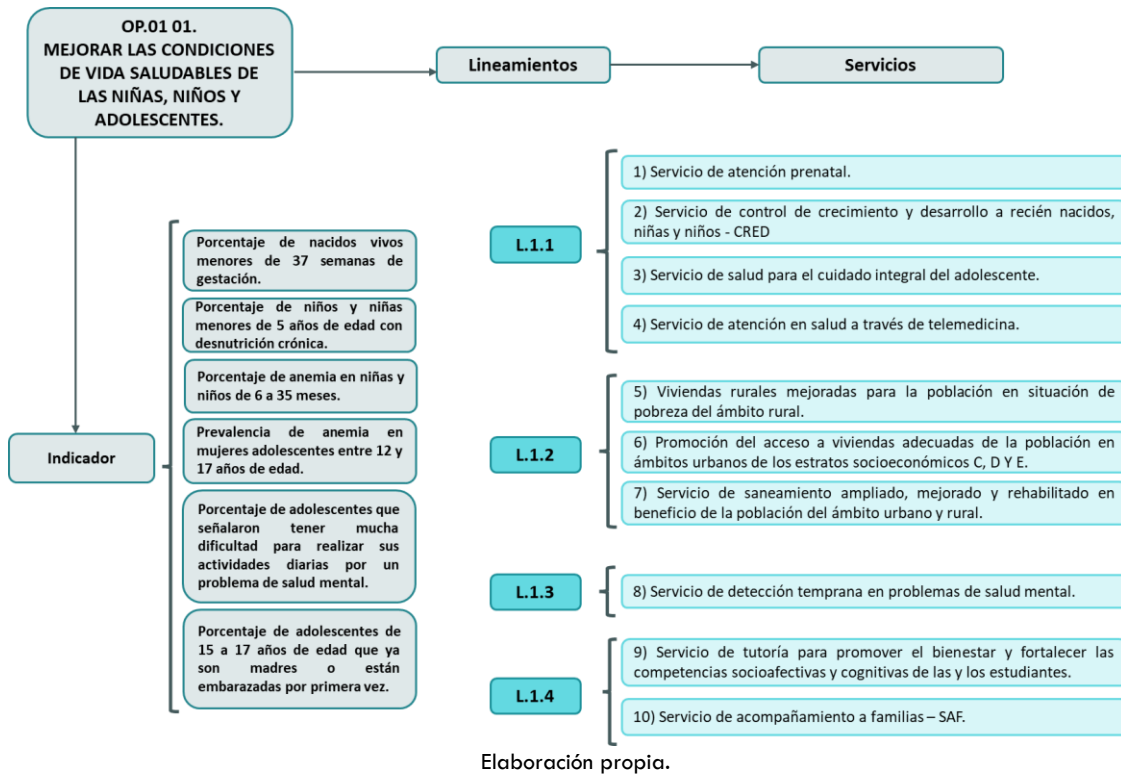 OP.01 01.
MEJORAR LAS CONDICIONES
DE VIDA SALUDABLES DE
LAS NIÑAS, NIÑOS Y
ADOLESCENTES.
Lineamientos
Servicios
Indicador
Porcentaje de nacidos vivos
menores de 37 semanas de
gestación.
Porcentaje de niños y niñas
menores de 5 años de edad con
desnutrición crónica.
Porcentaje de anemia en niñas y
niños de 6 a 35 meses.
Prevalencia de anemia en
mujeres adolescentes entre 12 y
17 años de edad.
Porcentaje de adolescentes que
señalaron tener mucha
dificultad para realizar sus
actividades diarias por un
problema de salud mental.
Porcentaje de adolescentes de
15 a 17 años de edad que ya
son madres o están
embarazadas por primera vez.
L.1.1
1) Servicio de atención prenatal.
2) Servicio de control de crecimiento y desarrollo a recién nacidos,
niñas y niños - CRED
3) Servicio de salud para el cuidado integral del adolescente.
4) Servicio de atención en salud a través de telemedicina.
L.1.2
5) Viviendas rurales mejoradas para la población en situación de
pobreza del ámbito rural.
6) Promoción del acceso a viviendas adecuadas de la población en
ámbitos urbanos de los estratos socioeconómicos C, D Y E.
7) Servicio de saneamiento ampliado, mejorado y rehabilitado en
beneficio de la población del ámbito urbano y rural.
L.1.3
8) Servicio de detección temprana en problemas de salud mental.
L.1.4
9) Servicio de tutoría para promover el bienestar y fortalecer las
competencias socioafectivas y cognitivas de las y los estudiantes.
10) Servicio de acompañamiento a familias – SAF.
Elaboración propia.